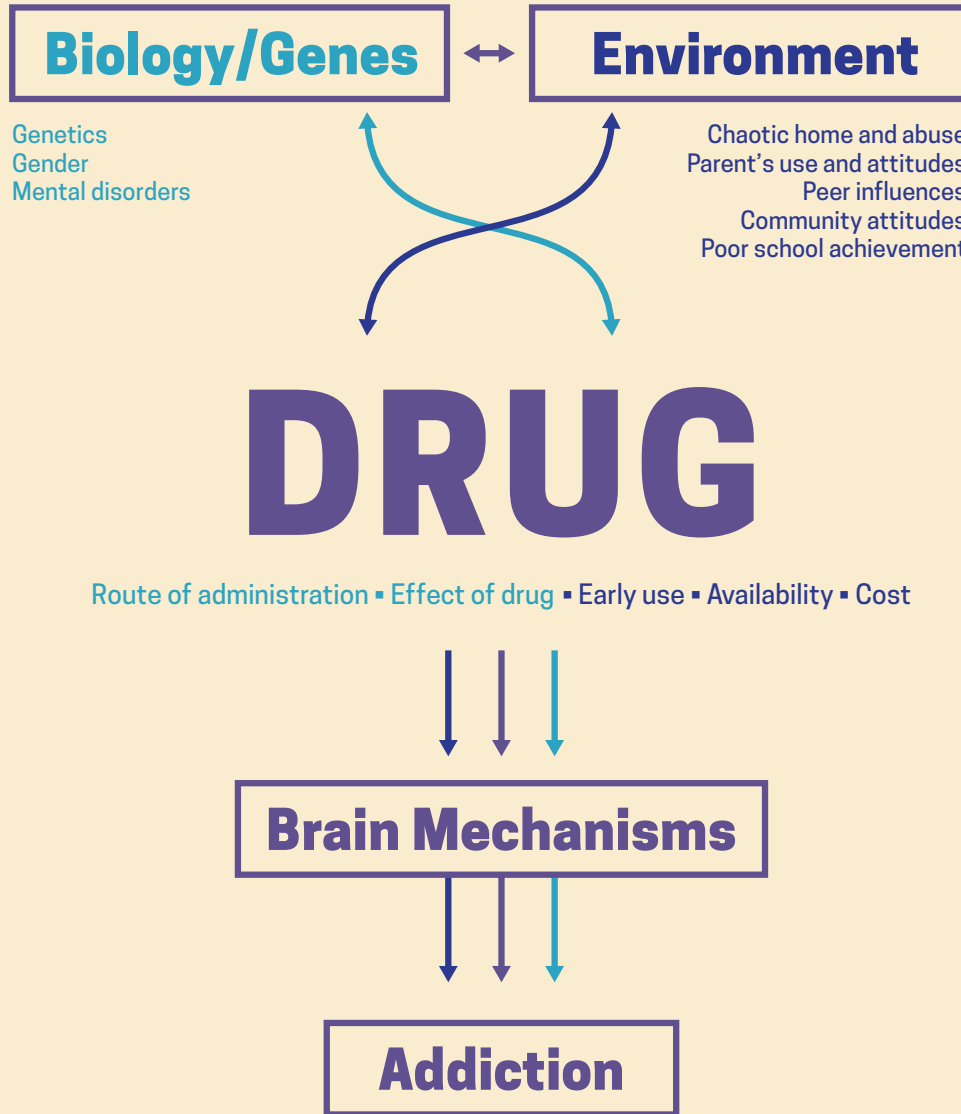 Biology/Genes
Environment
Genetics
Gender
Mental disorders
Chaotic home and abuse
Parent's use and attitudes
Peer influences
Community attitudes
Poor school achievement
DRUG
Route of administration ▪ Effect of drug ▪ Early use ▪ Availability ▪ Cost
Brain Mechanisms
Addiction